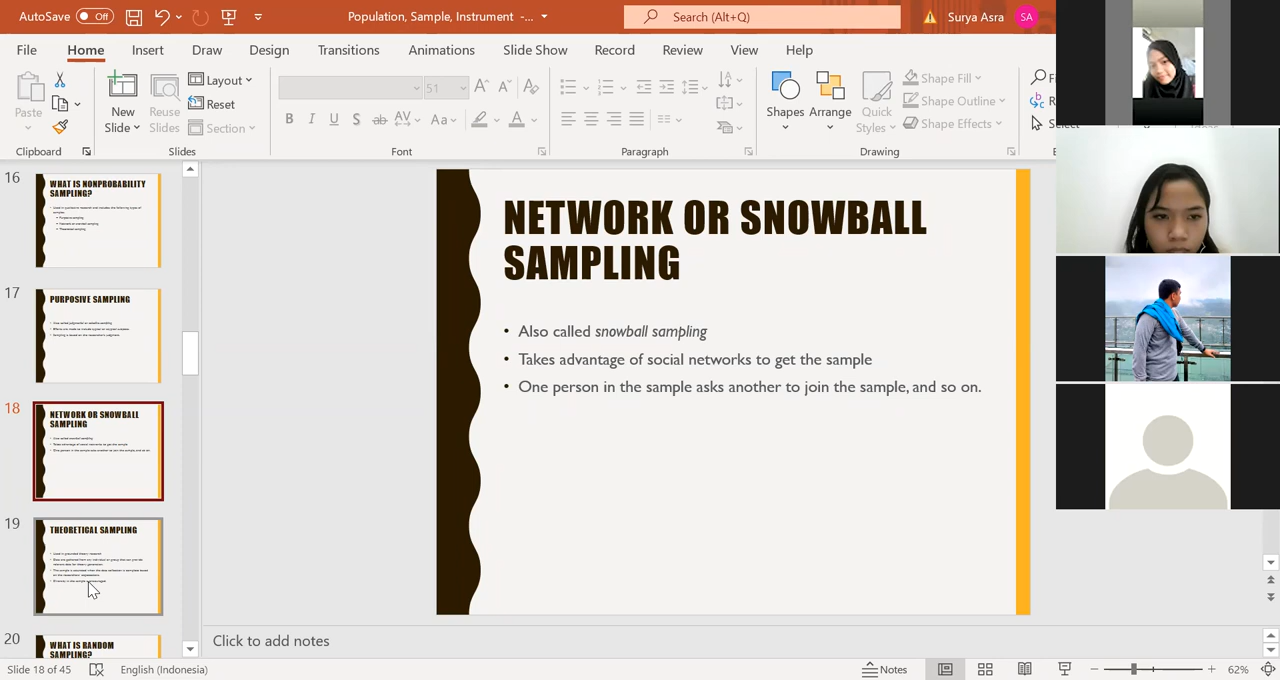 AutoSave Off Population, Sample, Instrument -... Search (Alt+Q) Surya Asra SA
File Home Insert Draw Design Transitions Animations Slide Show Record Review View Help
Paste
Clipboard
New Slide
Reuse Slides
Layout
Reset
Section
Slides
51
B I U S ab AV Aa A
Font
Paragraph
Shapes Arrange Quick Styles
Shape Fill
Shape Outline
Shape Effects
Drawing
Select
16
WHAT IS NONPROBABILITY
SAMPLING?
17
PURPOSIVE SAMPLING
18
NETWORK OR SNOWBALL
SAMPLING
19
THEORETICAL SAMPLING
20
WHAT IS RANDOM
SAMPLING?
NETWORK OR SNOWBALL
SAMPLING
• Also called snowball sampling
• Takes advantage of social networks to get the sample
• One person in the sample asks another to join the sample, and so on.
Click to add notes
Slide 18 of 45 English (Indonesia) Notes 62%